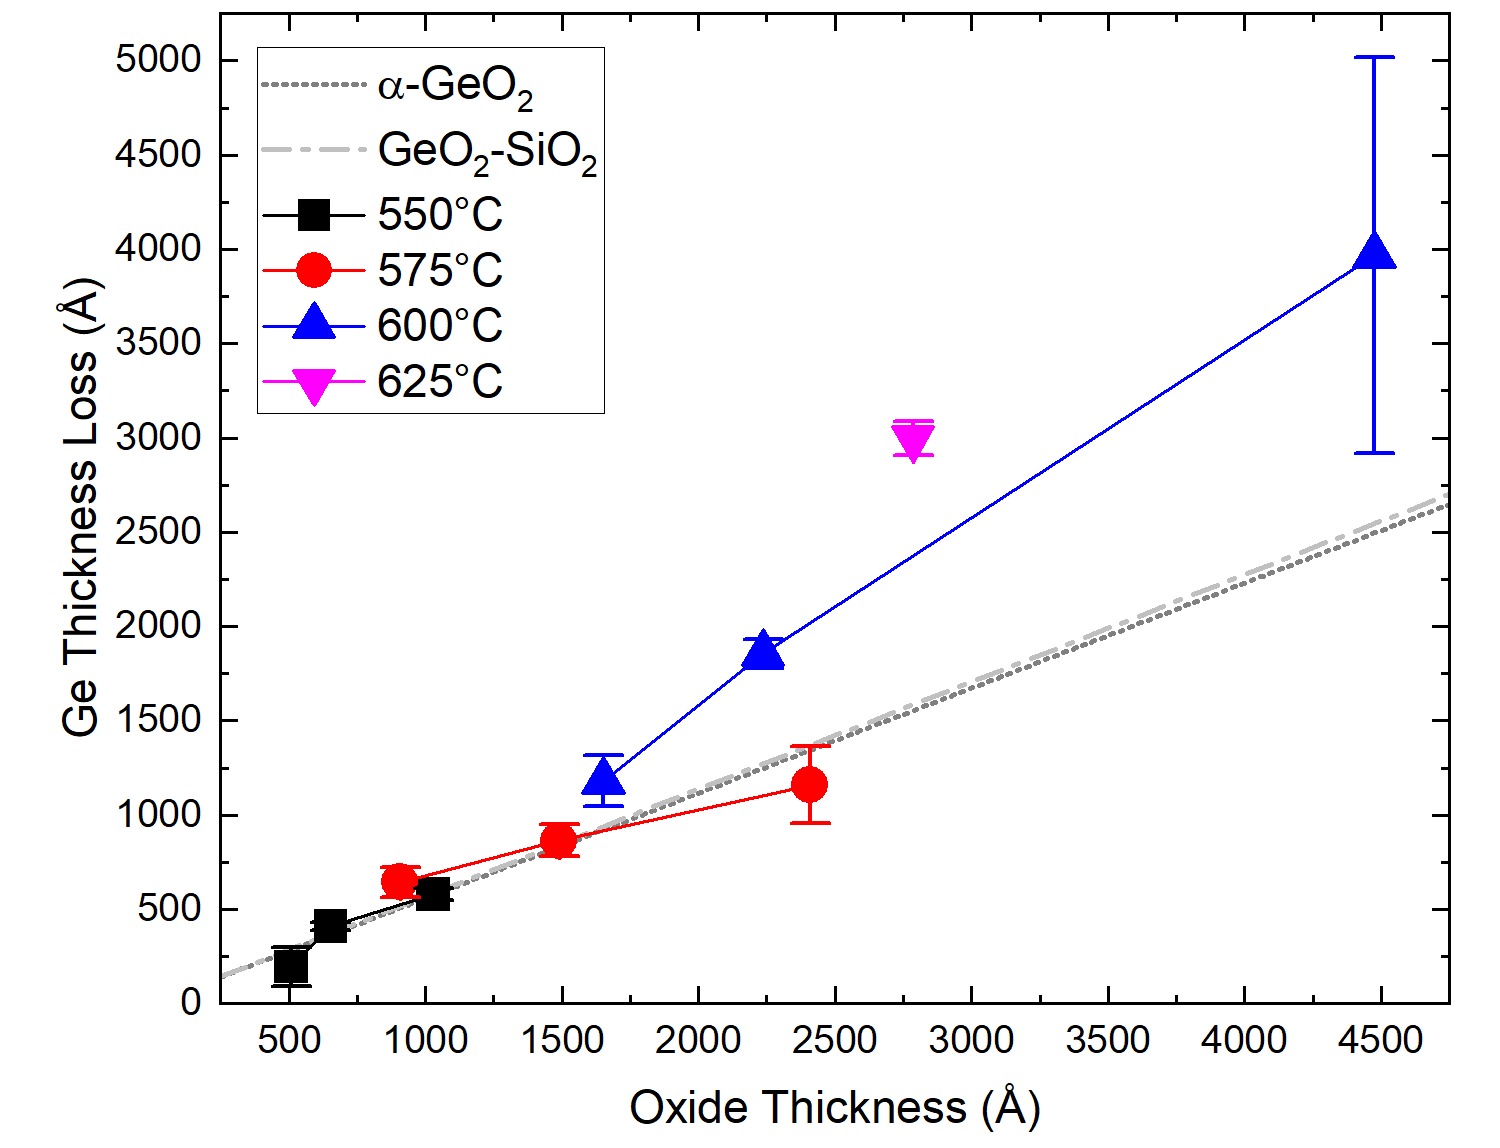 α-GeO₂
GeO₂-SiO₂
550°C
575°C
600°C
625°C
5000
4500
4000
3500
3000
2500
2000
1500
1000
500
0
Ge Thickness Loss (Å)
500 1000 1500 2000 2500 3000 3500 4000 4500
Oxide Thickness (Å)